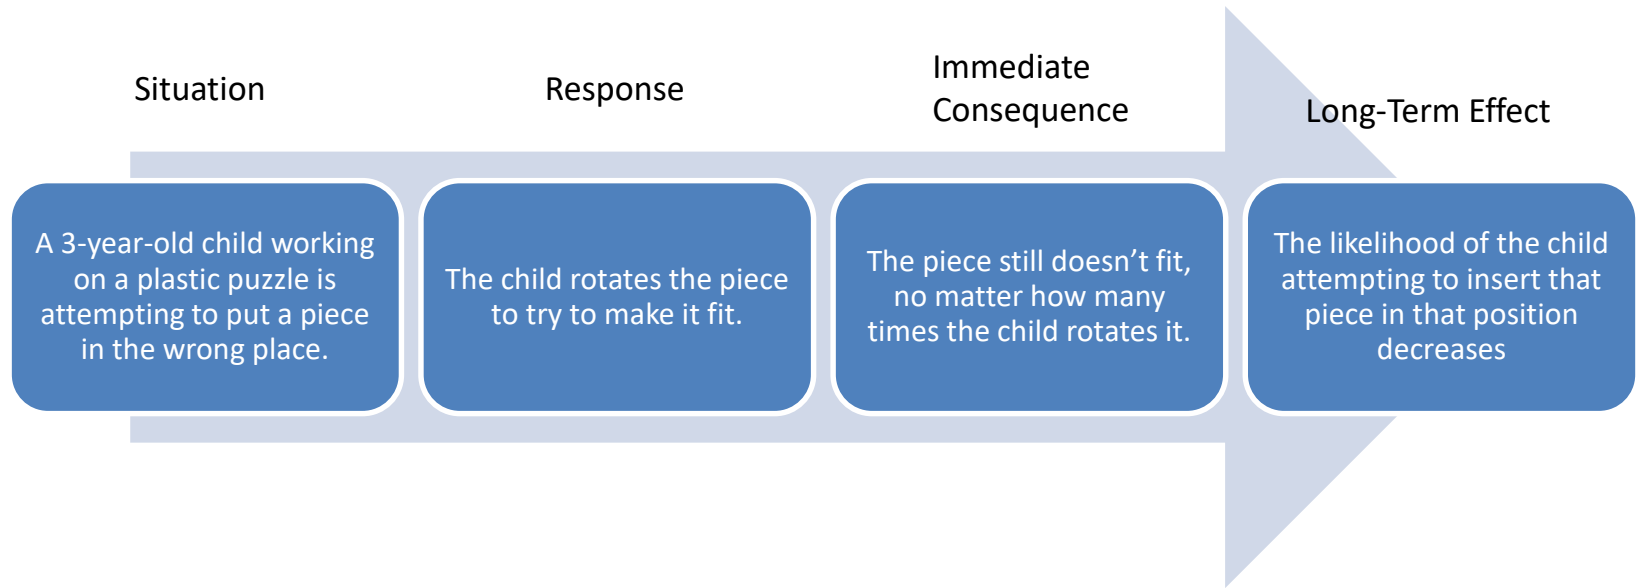 Situation
Response
Immediate
Consequence
Long-Term Effect
A 3-year-old child working
on a plastic puzzle is
attempting to put a piece
in the wrong place.
The child rotates the piece
to try to make it fit.
The piece still doesn’t fit,
no matter how many
times the child rotates it.
The likelihood of the child
attempting to insert that
piece in that position
decreases